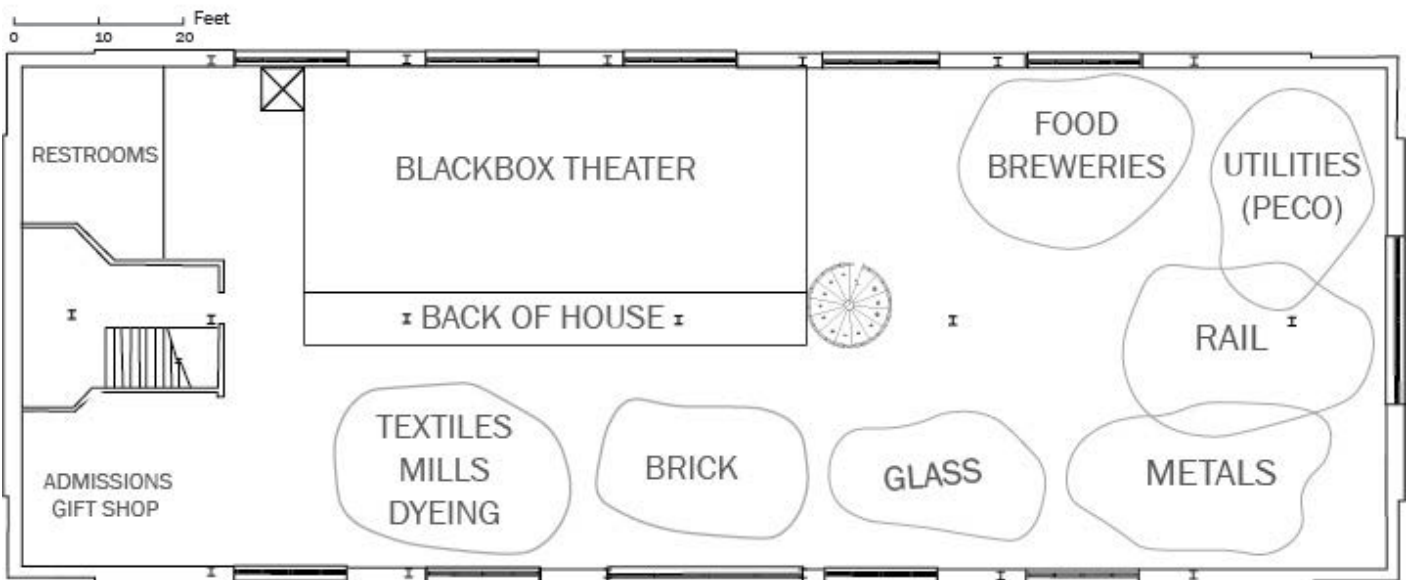 Feet
0 10 20
RESTROOMS
BLACKBOX THEATER
FOOD
BREWERIES
UTILITIES
(PECO)
BACK OF HOUSE
RAIL
TEXTILES
MILLS
DYEING
BRICK
GLASS
METALS
ADMISSIONS
GIFT SHOP